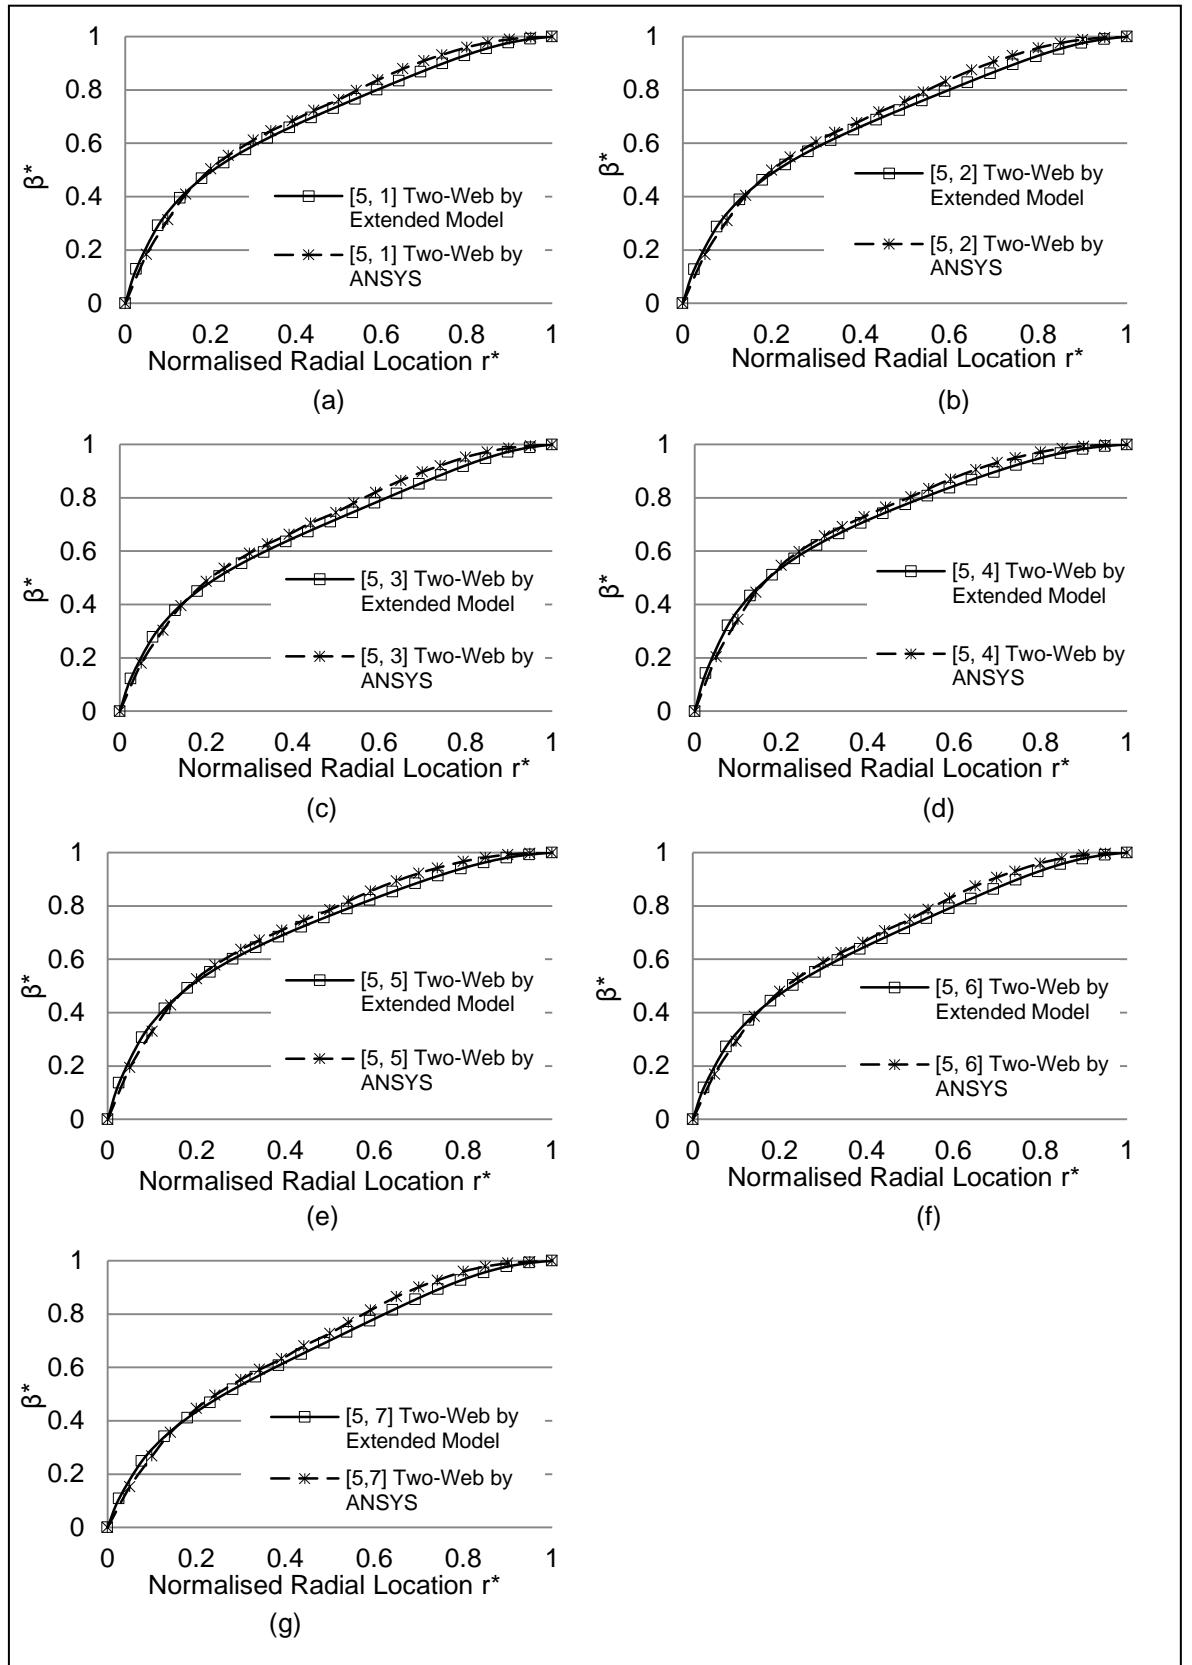 1
0.8
0.6
0.4
0.2
0
β*
[5, 1] Two-Web by
Extended Model
[5, 1] Two-Web by
ANSYS
0 0.2 0.4 0.6 0.8 1
Normalised Radial Location r*
(a)
1
0.8
0.6
0.4
0.2
0
β*
[5, 2] Two-Web by
Extended Model
[5, 2] Two-Web by
ANSYS
0 0.2 0.4 0.6 0.8 1
Normalised Radial Location r*
(b)
1
0.8
0.6
0.4
0.2
0
β*
[5, 3] Two-Web by
Extended Model
[5, 3] Two-Web by
ANSYS
0 0.2 0.4 0.6 0.8 1
Normalised Radial Location r*
(c)
1
0.8
0.6
0.4
0.2
0
β*
[5, 4] Two-Web by
Extended Model
[5, 4] Two-Web by
ANSYS
0 0.2 0.4 0.6 0.8 1
Normalised Radial Location r*
(d)
1
0.8
0.6
0.4
0.2
0
β*
[5, 5] Two-Web by
Extended Model
[5, 5] Two-Web by
ANSYS
0 0.2 0.4 0.6 0.8 1
Normalised Radial Location r*
(e)
1
0.8
0.6
0.4
0.2
0
β*
[5, 6] Two-Web by
Extended Model
[5, 6] Two-Web by
ANSYS
0 0.2 0.4 0.6 0.8 1
Normalised Radial Location r*
(f)
1
0.8
0.6
0.4
0.2
0
β*
[5, 7] Two-Web by
Extended Model
[5,7] Two-Web by
ANSYS
0 0.2 0.4 0.6 0.8 1
Normalised Radial Location r*
(g)